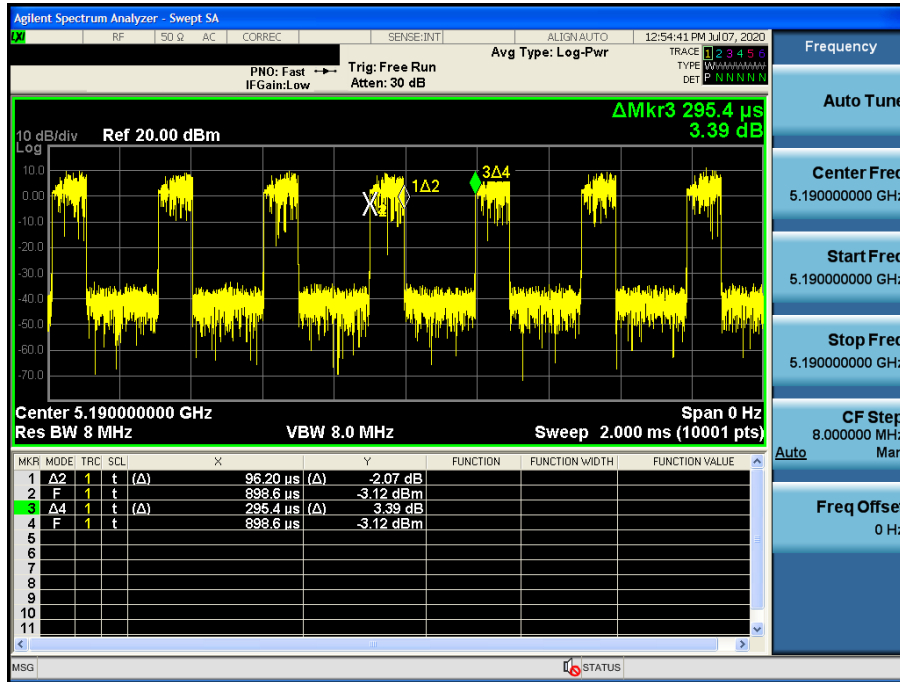 Agilent Spectrum Analyzer - Swept SA
LXI RF 50 Ω AC CORREC SENSE:INT ALIGN AUTO 12:54:41 PM Jul 07, 2020
PNO: Fast
IFGain:Low
Trig: Free Run
Atten: 30 dB
Avg Type: Log-Pwr
TRACE 1 2 3 4 5 6
TYPE WWWWWW
DET P N N N N N
ΔMkr3 295.4 µs
3.39 dB
10 dB/div Ref 20.00 dBm
Log
10.0
0.00
-10.0
-20.0
-30.0
-40.0
-50.0
-60.0
-70.0
1Δ2
3Δ4
Center 5.190000000 GHz Span 0 Hz
Res BW 8 MHz VBW 8.0 MHz Sweep 2.000 ms (10001 pts)
MKR MODE TRC SCL X Y FUNCTION FUNCTION WIDTH FUNCTION VALUE
1 Δ2 1 t (Δ) 96.20 µs (Δ) -2.07 dB
2 F 1 t 898.6 µs -3.12 dBm
3 Δ4 1 t (Δ) 295.4 µs (Δ) 3.39 dB
4 F 1 t 898.6 µs -3.12 dBm
5
6
7
8
9
10
11
MSG STATUS
Frequency
Auto Tune
Center Freq
5.190000000 GHz
Start Freq
5.190000000 GHz
Stop Freq
5.190000000 GHz
CF Step
8.000000 MHz
Auto Man
Freq Offset
0 Hz